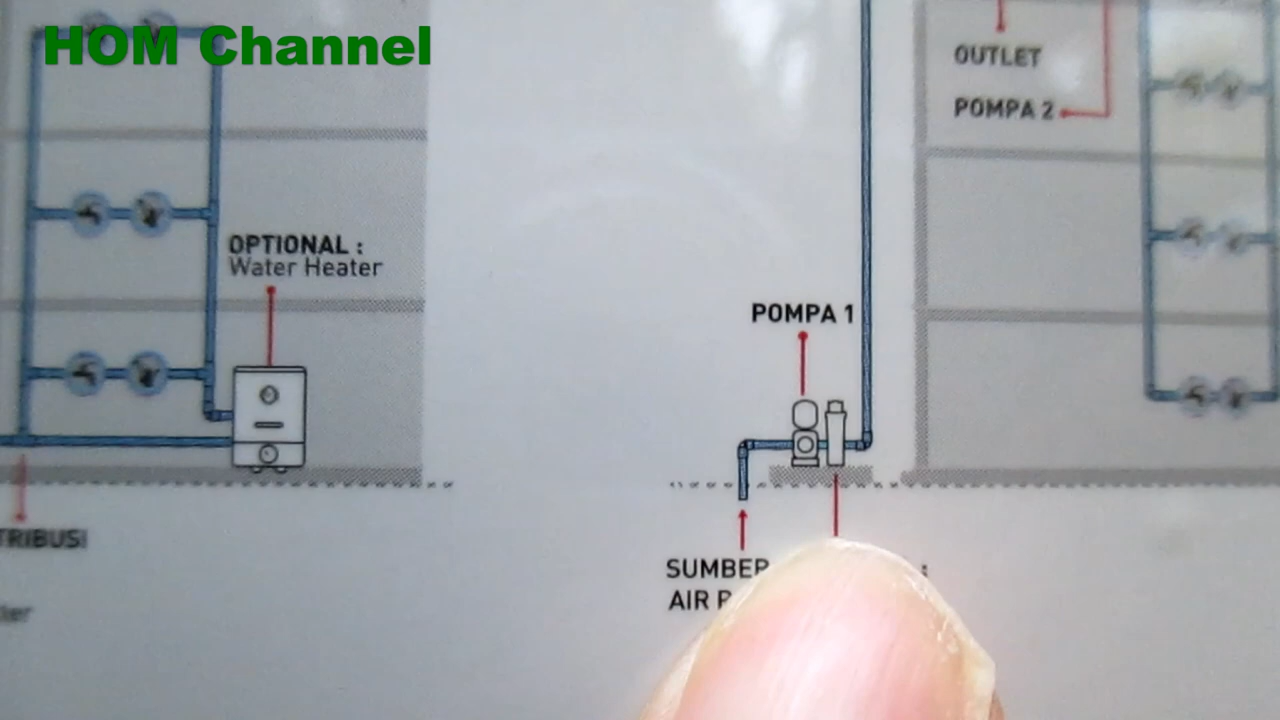 HOM Channel
OUTLET
POMPA 2
OPTIONAL :
Water Heater
POMPA 1
TRIBUSI
SUMBER
AIR
: